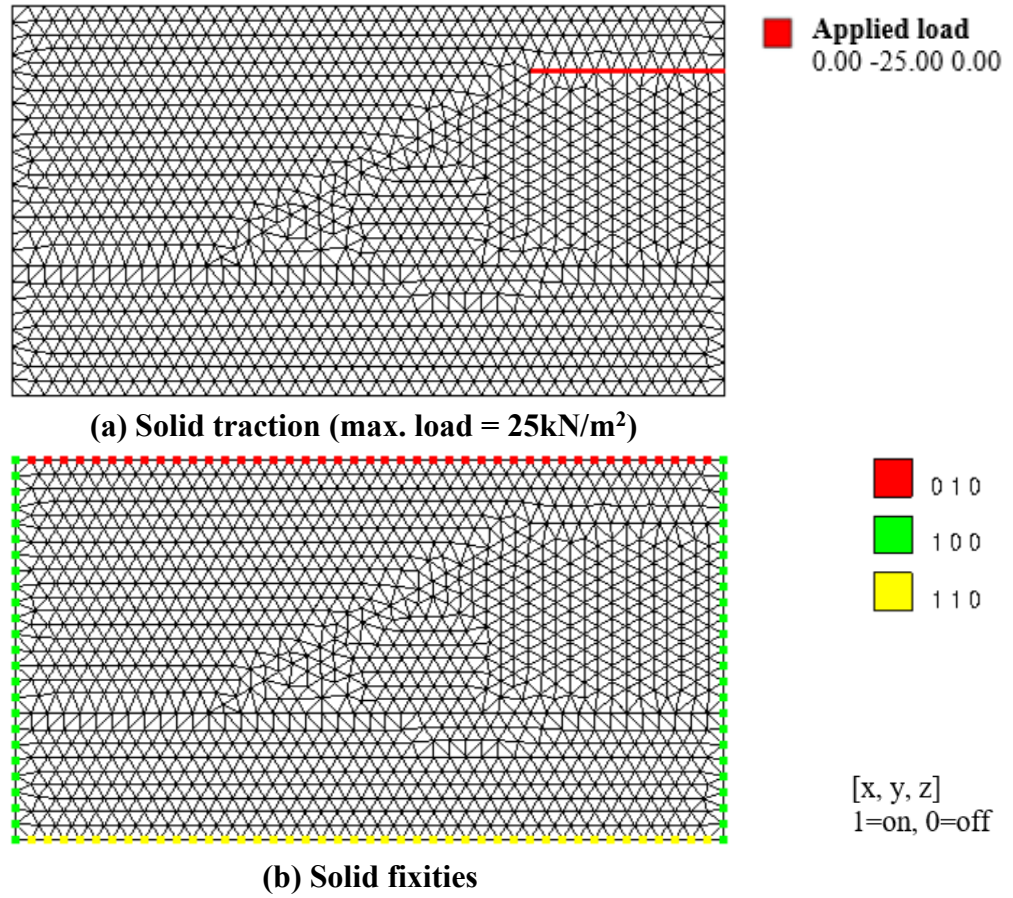 Applied load
0.00 -25.00 0.00
(a) Solid traction (max. load = 25kN/m²)
0 1 0
1 0 0
1 1 0
[x, y, z]
1=on, 0=off
(b) Solid fixities